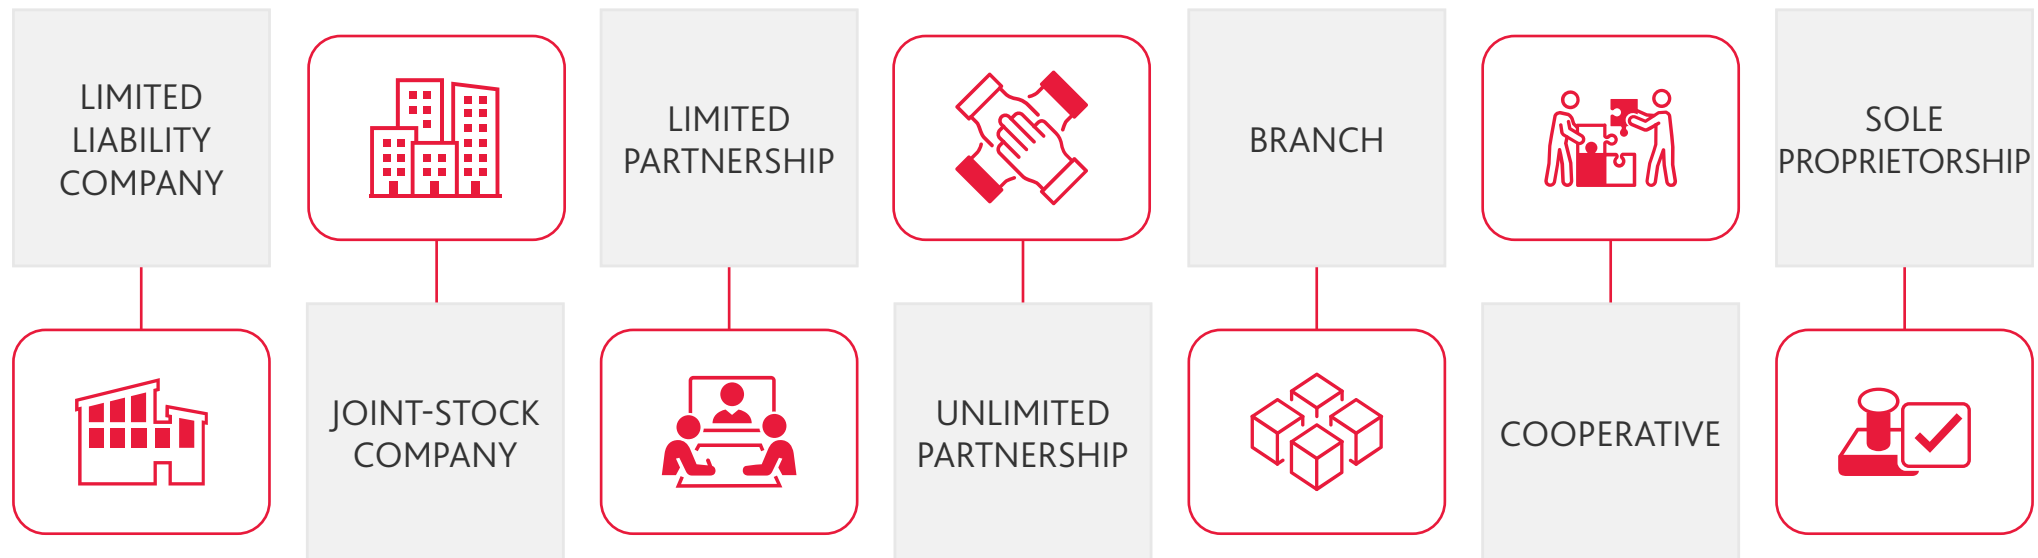 LIMITED
LIABILITY
COMPANY
JOINT-STOCK
COMPANY
LIMITED
PARTNERSHIP
UNLIMITED
PARTNERSHIP
BRANCH
COOPERATIVE
SOLE
PROPRIETORSHIP